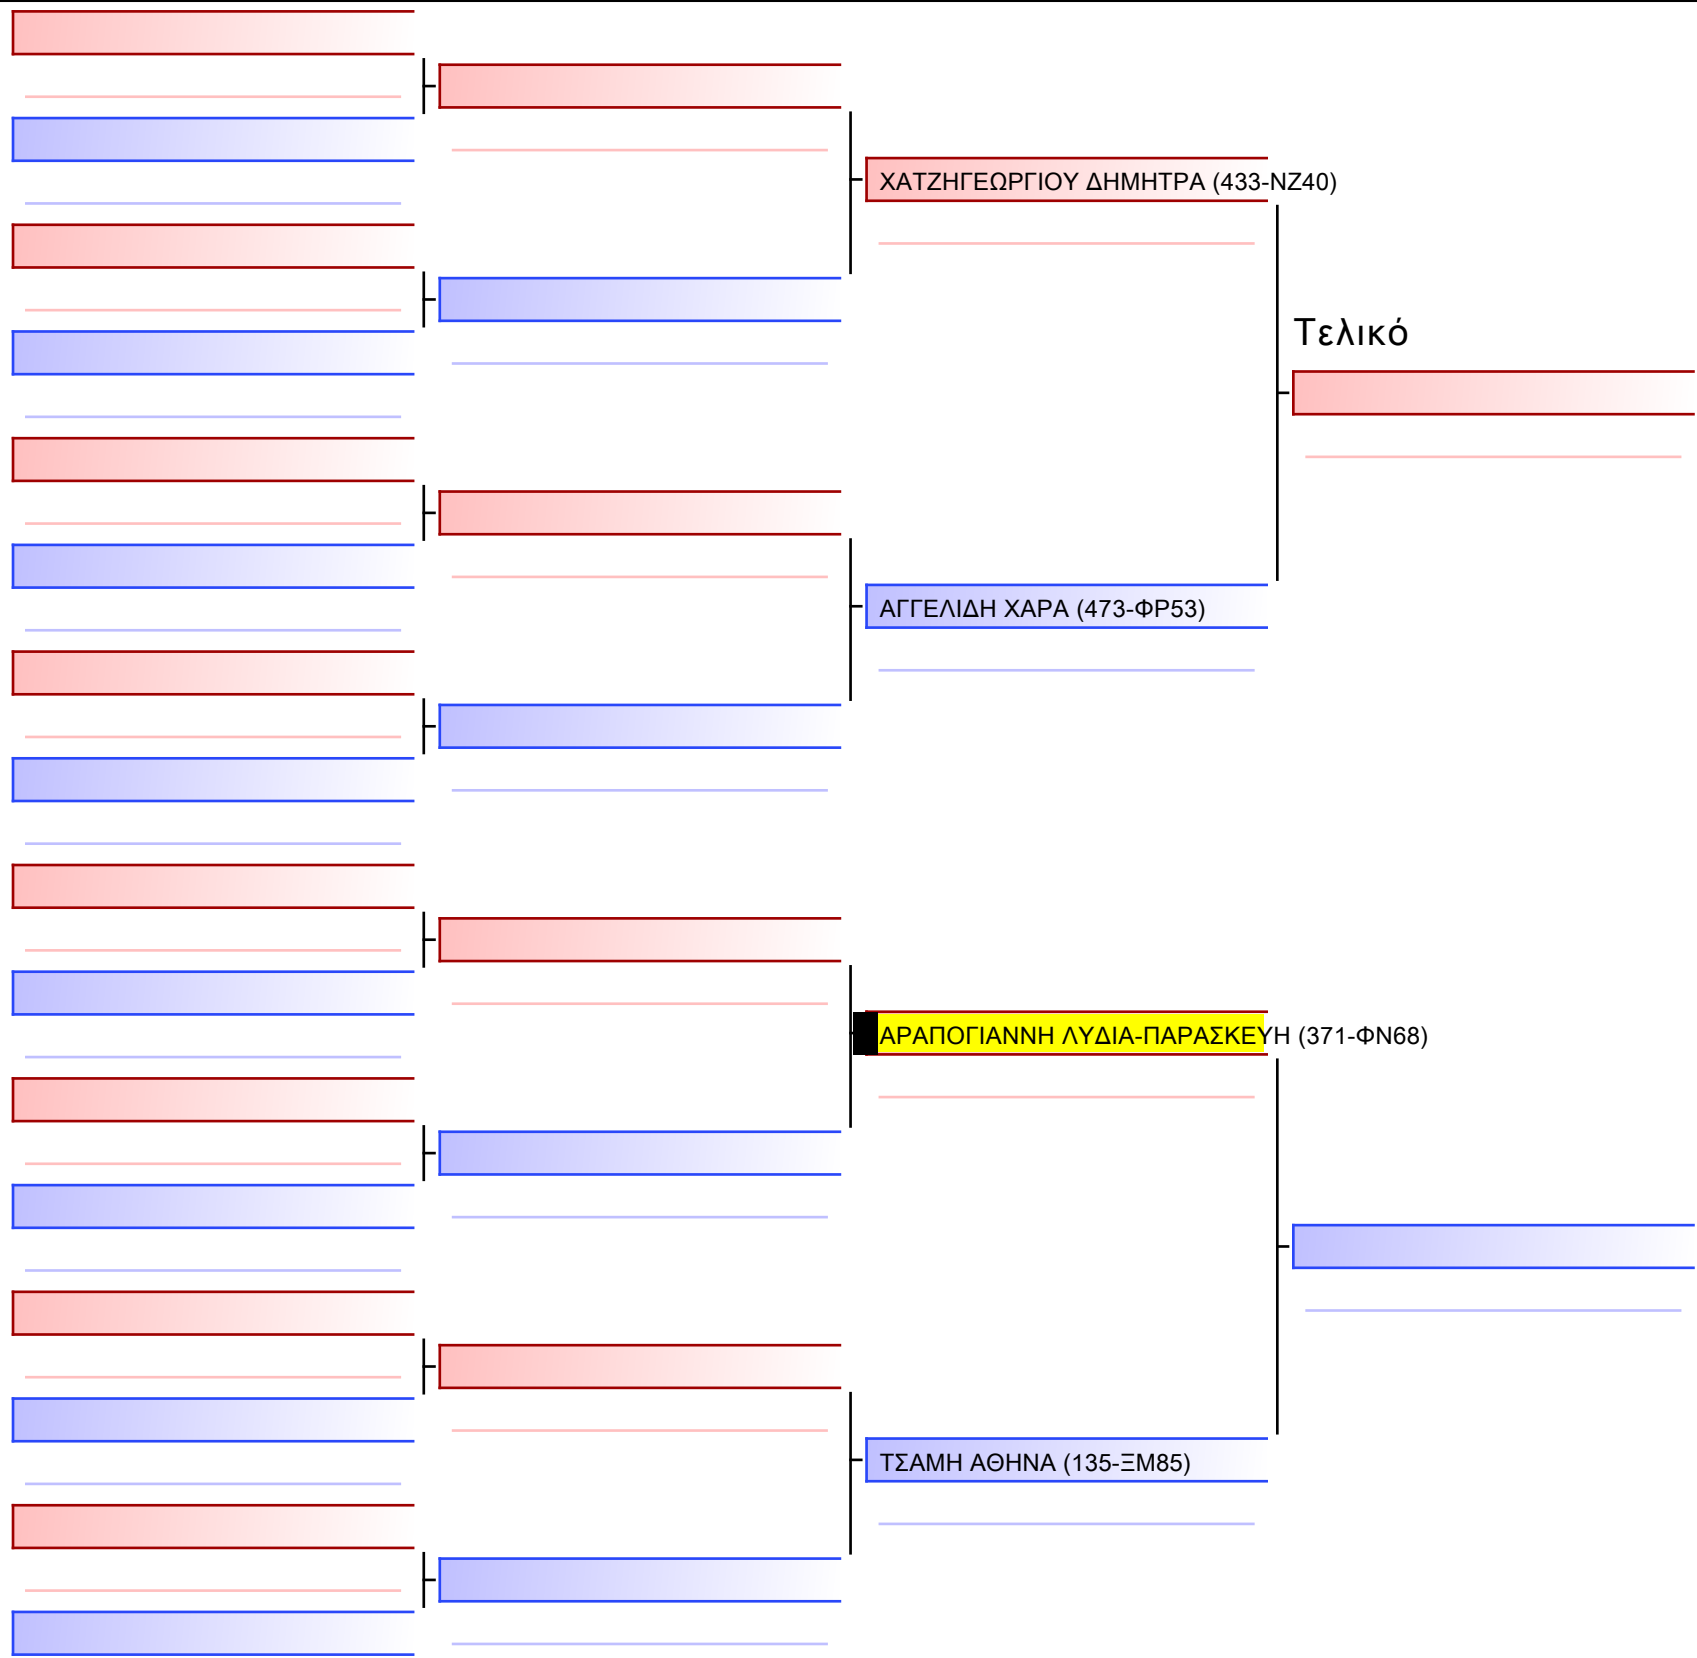 ΧΑΤΖΗΓΕΩΡΓΙΟΥ ΔΗΜΗΤΡΑ (433-ΝΖ40)
Τελικό
ΑΓΓΕΛΙΔΗ ΧΑΡΑ (473-ΦΡ53)
ΑΡΑΠΟΓΙΑΝΝΗ ΛΥΔΙΑ-ΠΑΡΑΣΚΕΥΗ (371-ΦΝ68)
ΤΣΑΜΗ ΑΘΗΝΑ (135-ΞΜ85)